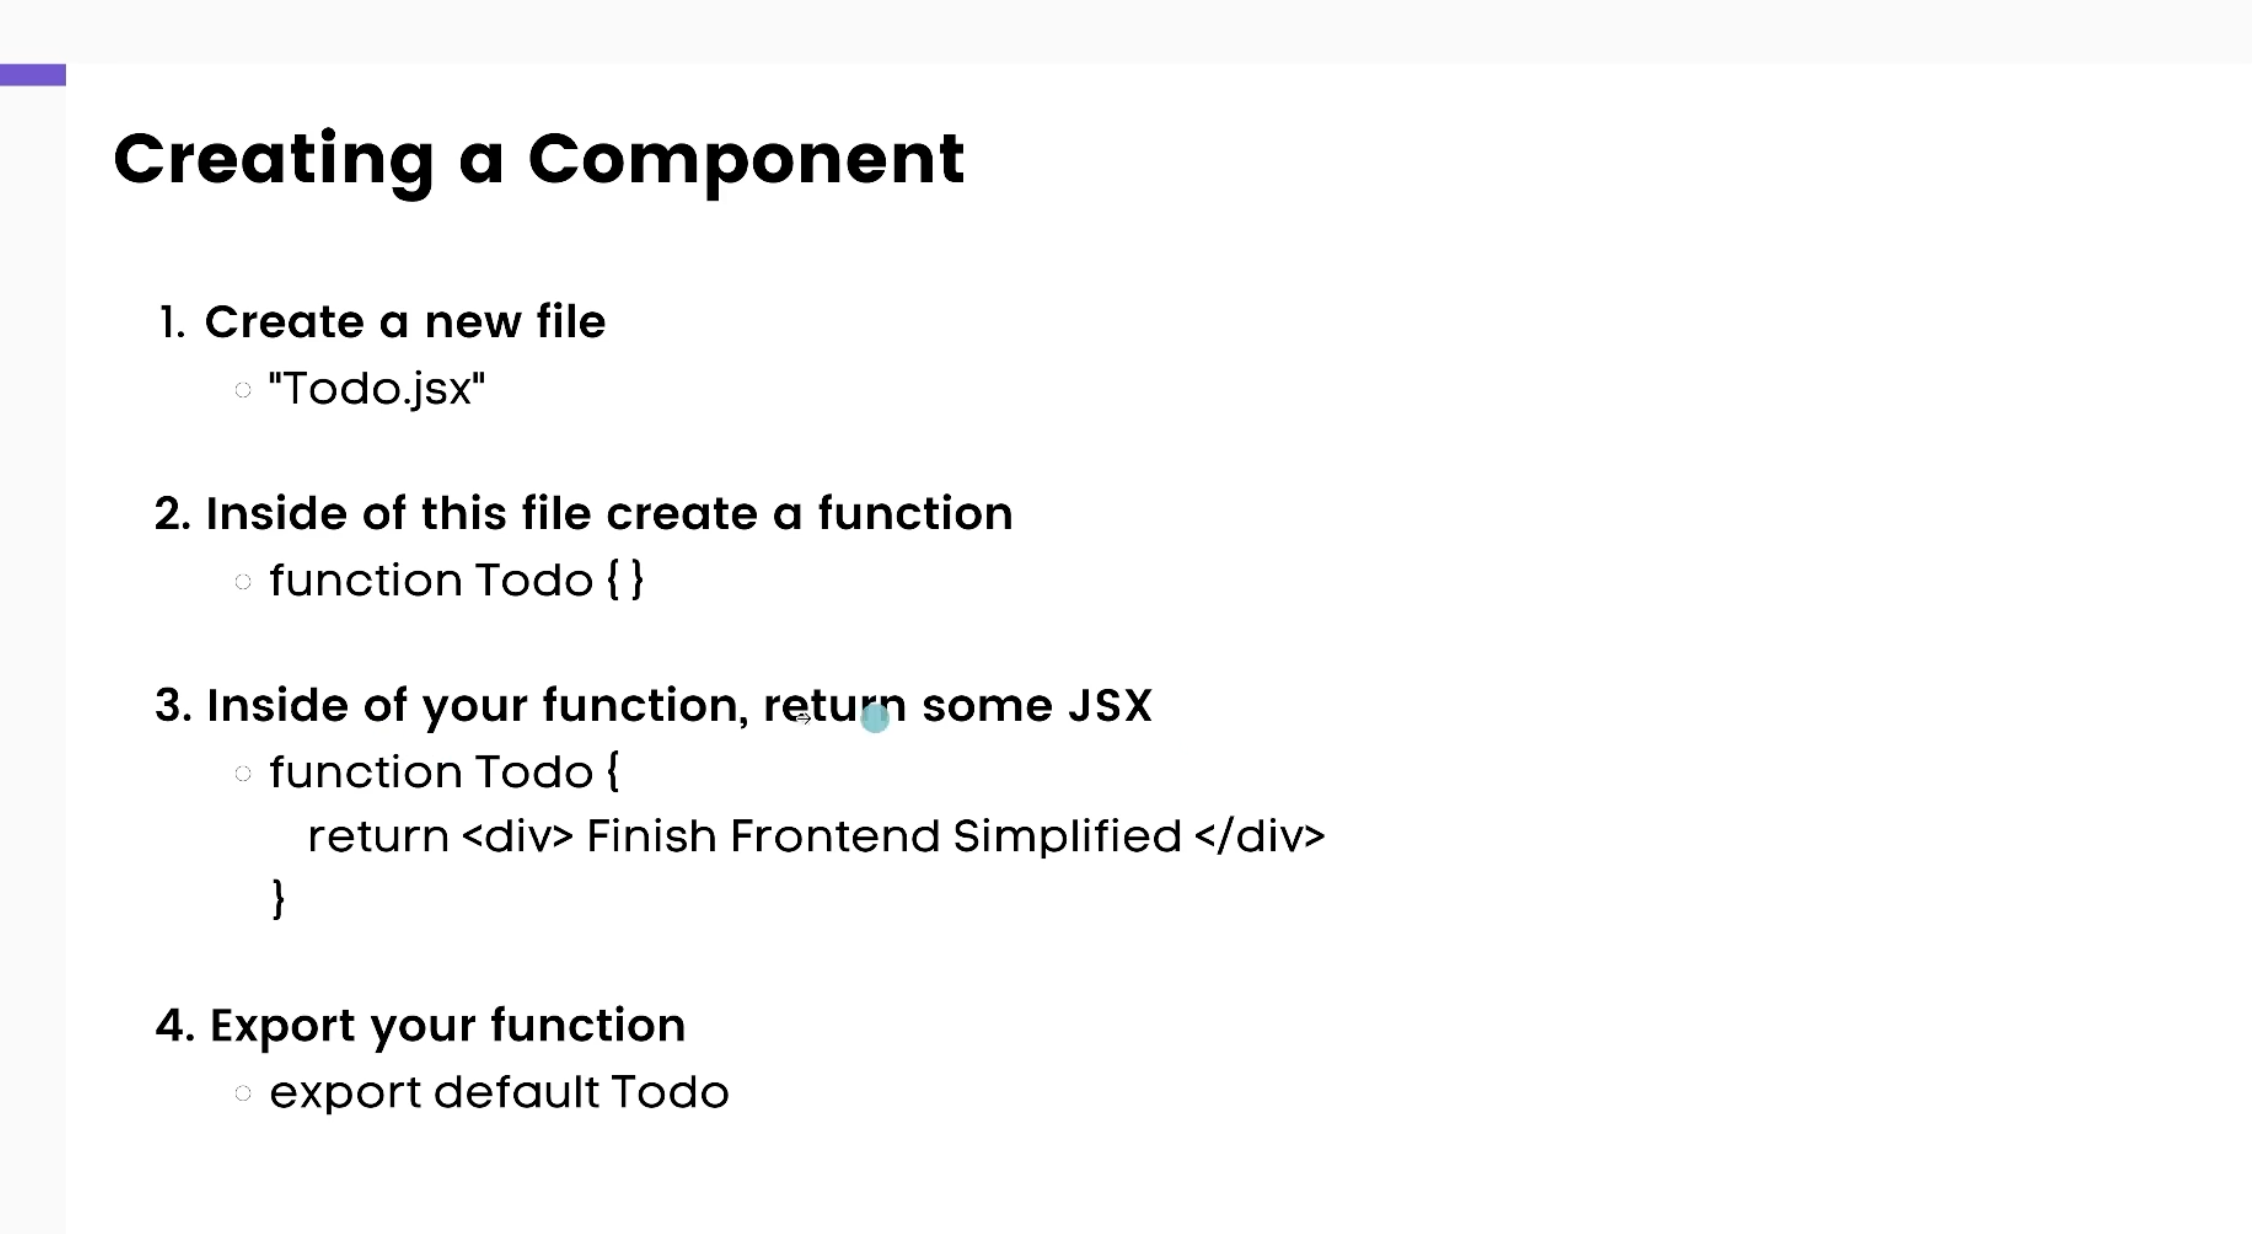 Creating a Component
1. Create a new file
"Todo.jsx"
2. Inside of this file create a function
function Todo { }
3. Inside of your function, return some JSX
function Todo {
return <div> Finish Frontend Simplified </div>
}
4. Export your function
export default Todo